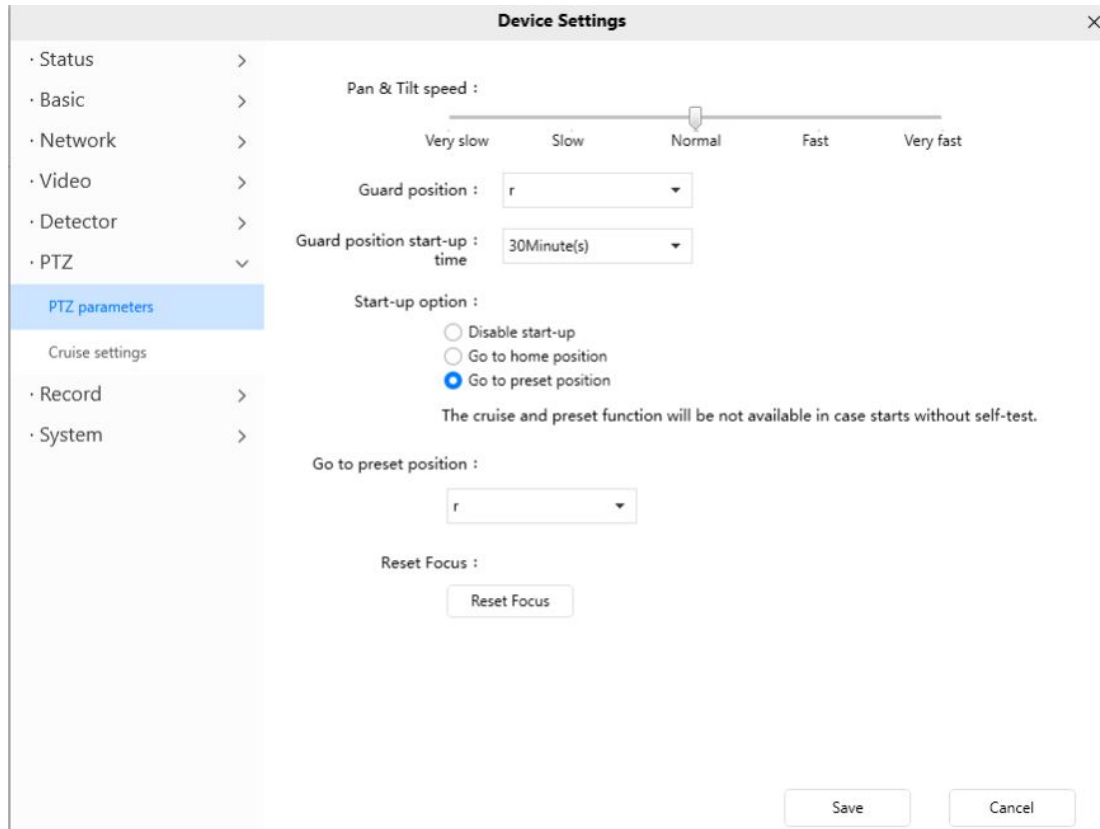 Device Settings
· Status
· Basic
· Network
· Video
· Detector
· PTZ
PTZ parameters
Cruise settings
· Record
· System
Pan & Tilt speed :
Very slow Slow Normal Fast Very fast
Guard position : r
Guard position start-up : 30Minute(s)
time
Start-up option :
Disable start-up
Go to home position
Go to preset position
The cruise and preset function will be not available in case starts without self-test.
Go to preset position :
r
Reset Focus :
Reset Focus
Save Cancel